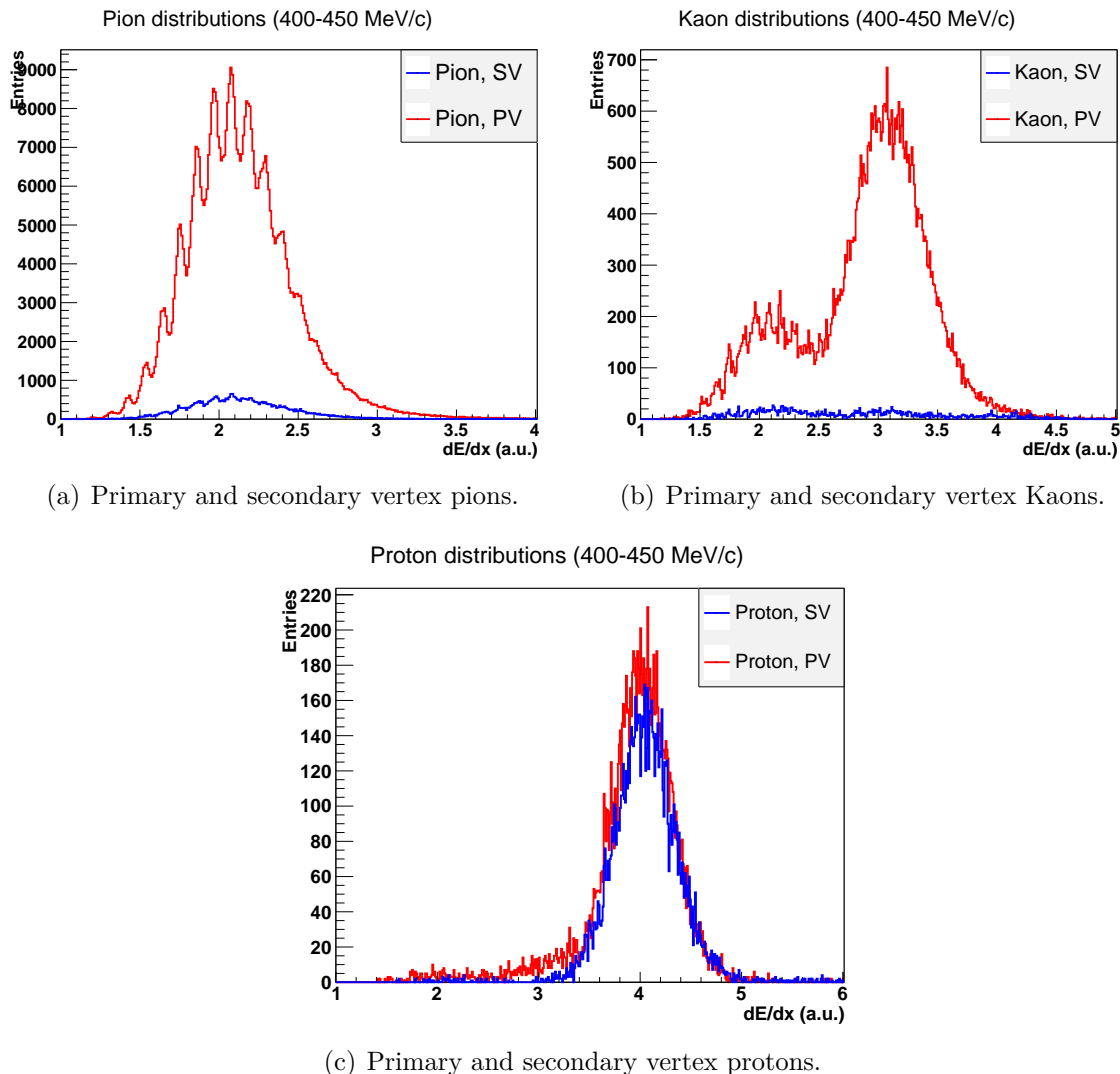 Pion distributions (400-450 MeV/c)
Entries
9000
8000
7000
6000
5000
4000
3000
2000
1000
0
1 1.5 2 2.5 3 3.5 4
dE/dx (a.u.)
Pion, SV
Pion, PV
(a) Primary and secondary vertex pions.
Kaon distributions (400-450 MeV/c)
Entries
700
600
500
400
300
200
100
0
1 1.5 2 2.5 3 3.5 4 4.5 5
dE/dx (a.u.)
Kaon, SV
Kaon, PV
(b) Primary and secondary vertex Kaons.
Proton distributions (400-450 MeV/c)
Entries
220
200
180
160
140
120
100
80
60
40
20
0
1 2 3 4 5 6
dE/dx (a.u.)
Proton, SV
Proton, PV
(c) Primary and secondary vertex protons.